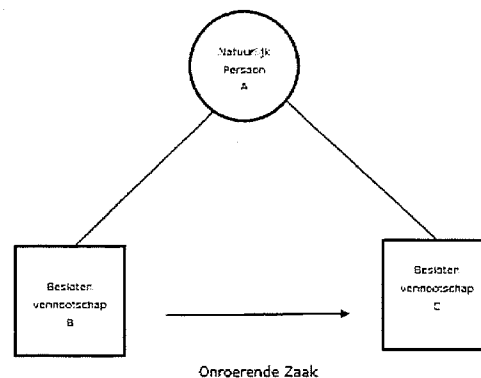 Natuurlijk
Persoon
A
Besloten
vennootschap
B
Besloten
vennootschap
C
Onroerende Zaak